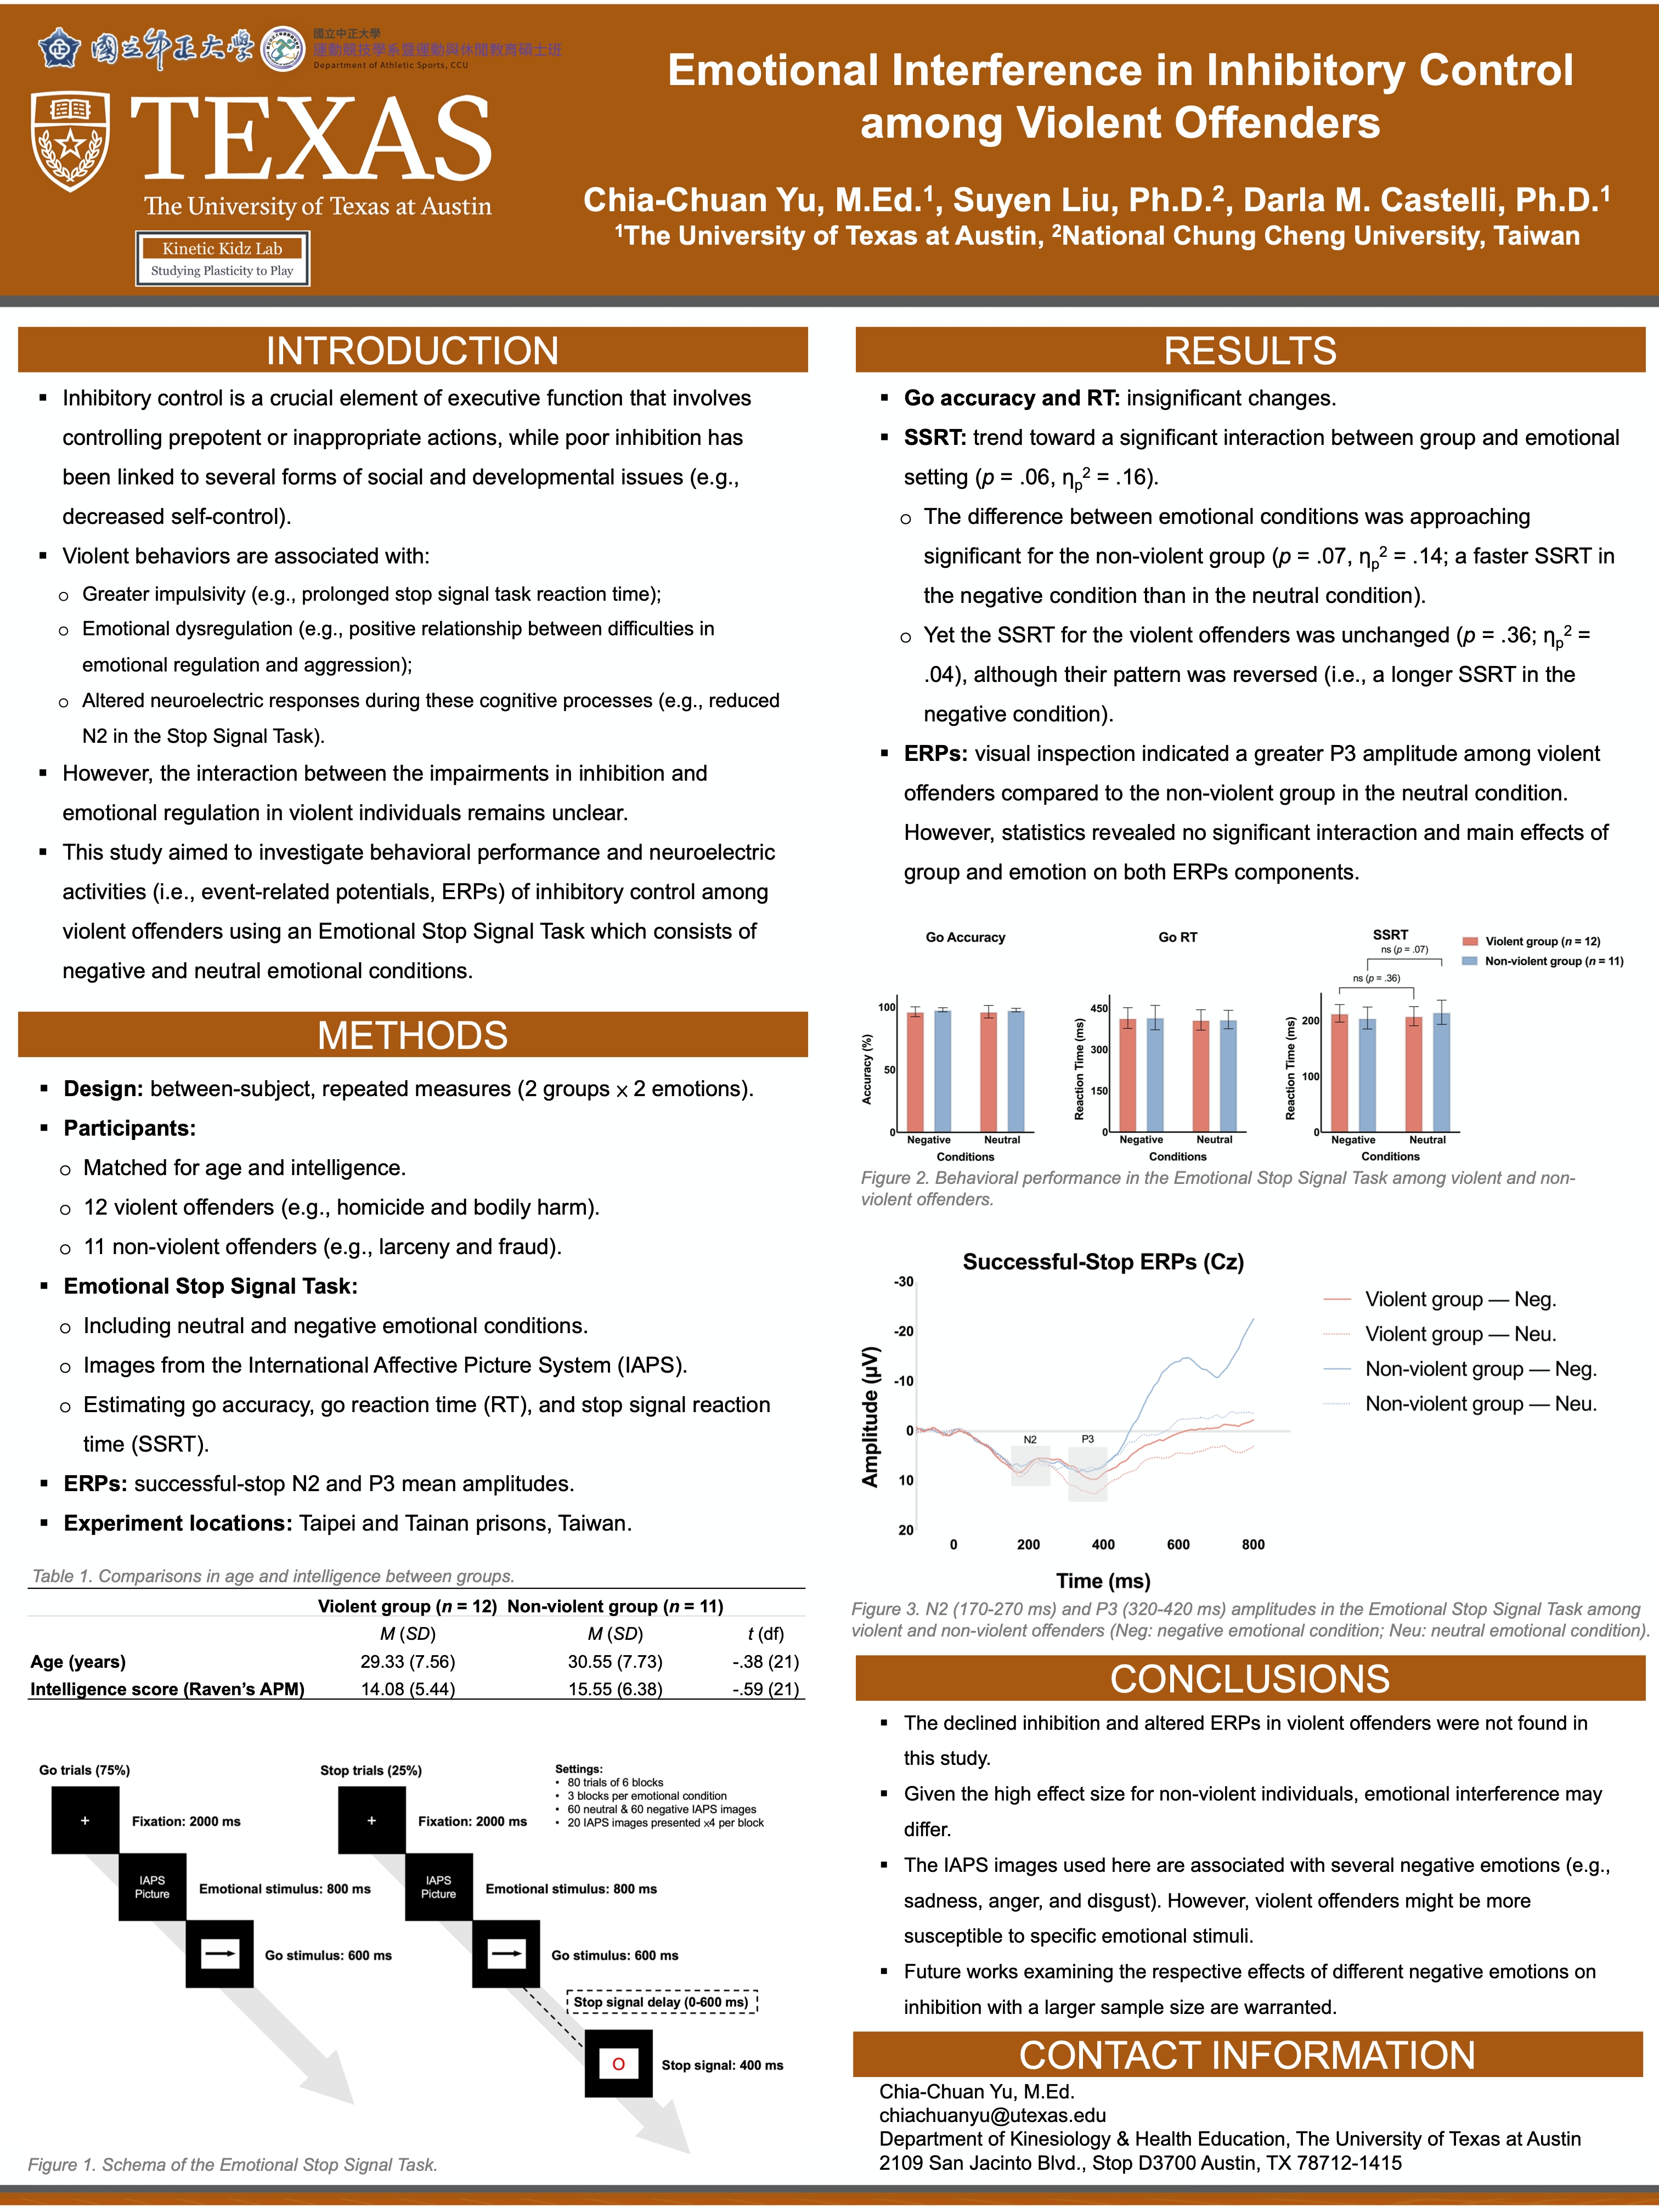 國立中正大學
國立中正大學
運動競技學系暨運動與休閒教育碩士班
Department of Athletic Sports, CCU
TEXAS
The University of Texas at Austin
Kinetic Kidz Lab
Studying Plasticity to Play
Emotional Interference in Inhibitory Control
among Violent Offenders
Chia-Chuan Yu, M.Ed.¹, Suyen Liu, Ph.D.², Darla M. Castelli, Ph.D.¹
¹The University of Texas at Austin, ²National Chung Cheng University, Taiwan
INTRODUCTION
▪ Inhibitory control is a crucial element of executive function that involves
controlling prepotent or inappropriate actions, while poor inhibition has
been linked to several forms of social and developmental issues (e.g.,
decreased self-control).
▪ Violent behaviors are associated with:
o Greater impulsivity (e.g., prolonged stop signal task reaction time);
o Emotional dysregulation (e.g., positive relationship between difficulties in
emotional regulation and aggression);
o Altered neuroelectric responses during these cognitive processes (e.g., reduced
N2 in the Stop Signal Task).
▪ However, the interaction between the impairments in inhibition and
emotional regulation in violent individuals remains unclear.
▪ This study aimed to investigate behavioral performance and neuroelectric
activities (i.e., event-related potentials, ERPs) of inhibitory control among
violent offenders using an Emotional Stop Signal Task which consists of
negative and neutral emotional conditions.
METHODS
▪ Design: between-subject, repeated measures (2 groups x 2 emotions).
▪ Participants:
o Matched for age and intelligence.
o 12 violent offenders (e.g., homicide and bodily harm).
o 11 non-violent offenders (e.g., larceny and fraud).
▪ Emotional Stop Signal Task:
o Including neutral and negative emotional conditions.
o Images from the International Affective Picture System (IAPS).
o Estimating go accuracy, go reaction time (RT), and stop signal reaction
time (SSRT).
▪ ERPs: successful-stop N2 and P3 mean amplitudes.
▪ Experiment locations: Taipei and Tainan prisons, Taiwan.
Table 1. Comparisons in age and intelligence between groups.
Violent group (n = 12) Non-violent group (n = 11)
M (SD) M (SD) t (df)
Age (years) 29.33 (7.56) 30.55 (7.73) -.38 (21)
Intelligence score (Raven's APM) 14.08 (5.44) 15.55 (6.38) -.59 (21)
Go trials (75%)
+
Fixation: 2000 ms
IAPS
Picture
Emotional stimulus: 800 ms
Go stimulus: 600 ms
Stop trials (25%)
+
Fixation: 2000 ms
IAPS
Picture
Emotional stimulus: 800 ms
Go stimulus: 600 ms
Stop signal delay (0-600 ms)
O
Stop signal: 400 ms
Settings:
• 80 trials of 6 blocks
• 3 blocks per emotional condition
• 60 neutral & 60 negative IAPS images
• 20 IAPS images presented x4 per block
Figure 1. Schema of the Emotional Stop Signal Task.
RESULTS
▪ Go accuracy and RT: insignificant changes.
▪ SSRT: trend toward a significant interaction between group and emotional
setting (p = .06, ηp² = .16).
o The difference between emotional conditions was approaching
significant for the non-violent group (p = .07, ηp² = .14; a faster SSRT in
the negative condition than in the neutral condition).
o Yet the SSRT for the violent offenders was unchanged (p = .36; ηp² =
.04), although their pattern was reversed (i.e., a longer SSRT in the
negative condition).
▪ ERPs: visual inspection indicated a greater P3 amplitude among violent
offenders compared to the non-violent group in the neutral condition.
However, statistics revealed no significant interaction and main effects of
group and emotion on both ERPs components.
Go Accuracy
100
50
0
Accuracy (%)
Negative Neutral
Conditions
Go RT
450
300
150
0
Reaction Time (ms)
Negative Neutral
Conditions
SSRT
ns (p = .07)
ns (p = .36)
200
100
0
Reaction Time (ms)
Negative Neutral
Conditions
Violent group (n = 12)
Non-violent group (n = 11)
Figure 2. Behavioral performance in the Emotional Stop Signal Task among violent and non-
violent offenders.
Successful-Stop ERPs (Cz)
-30
-20
-10
0
10
20
Amplitude (µV)
N2 P3
0 200 400 600 800
Time (ms)
Violent group — Neg.
Violent group — Neu.
Non-violent group — Neg.
Non-violent group — Neu.
Figure 3. N2 (170-270 ms) and P3 (320-420 ms) amplitudes in the Emotional Stop Signal Task among
violent and non-violent offenders (Neg: negative emotional condition; Neu: neutral emotional condition).
CONCLUSIONS
▪ The declined inhibition and altered ERPs in violent offenders were not found in
this study.
▪ Given the high effect size for non-violent individuals, emotional interference may
differ.
▪ The IAPS images used here are associated with several negative emotions (e.g.,
sadness, anger, and disgust). However, violent offenders might be more
susceptible to specific emotional stimuli.
▪ Future works examining the respective effects of different negative emotions on
inhibition with a larger sample size are warranted.
CONTACT INFORMATION
Chia-Chuan Yu, M.Ed.
chiachuanyu@utexas.edu
Department of Kinesiology & Health Education, The University of Texas at Austin
2109 San Jacinto Blvd., Stop D3700 Austin, TX 78712-1415